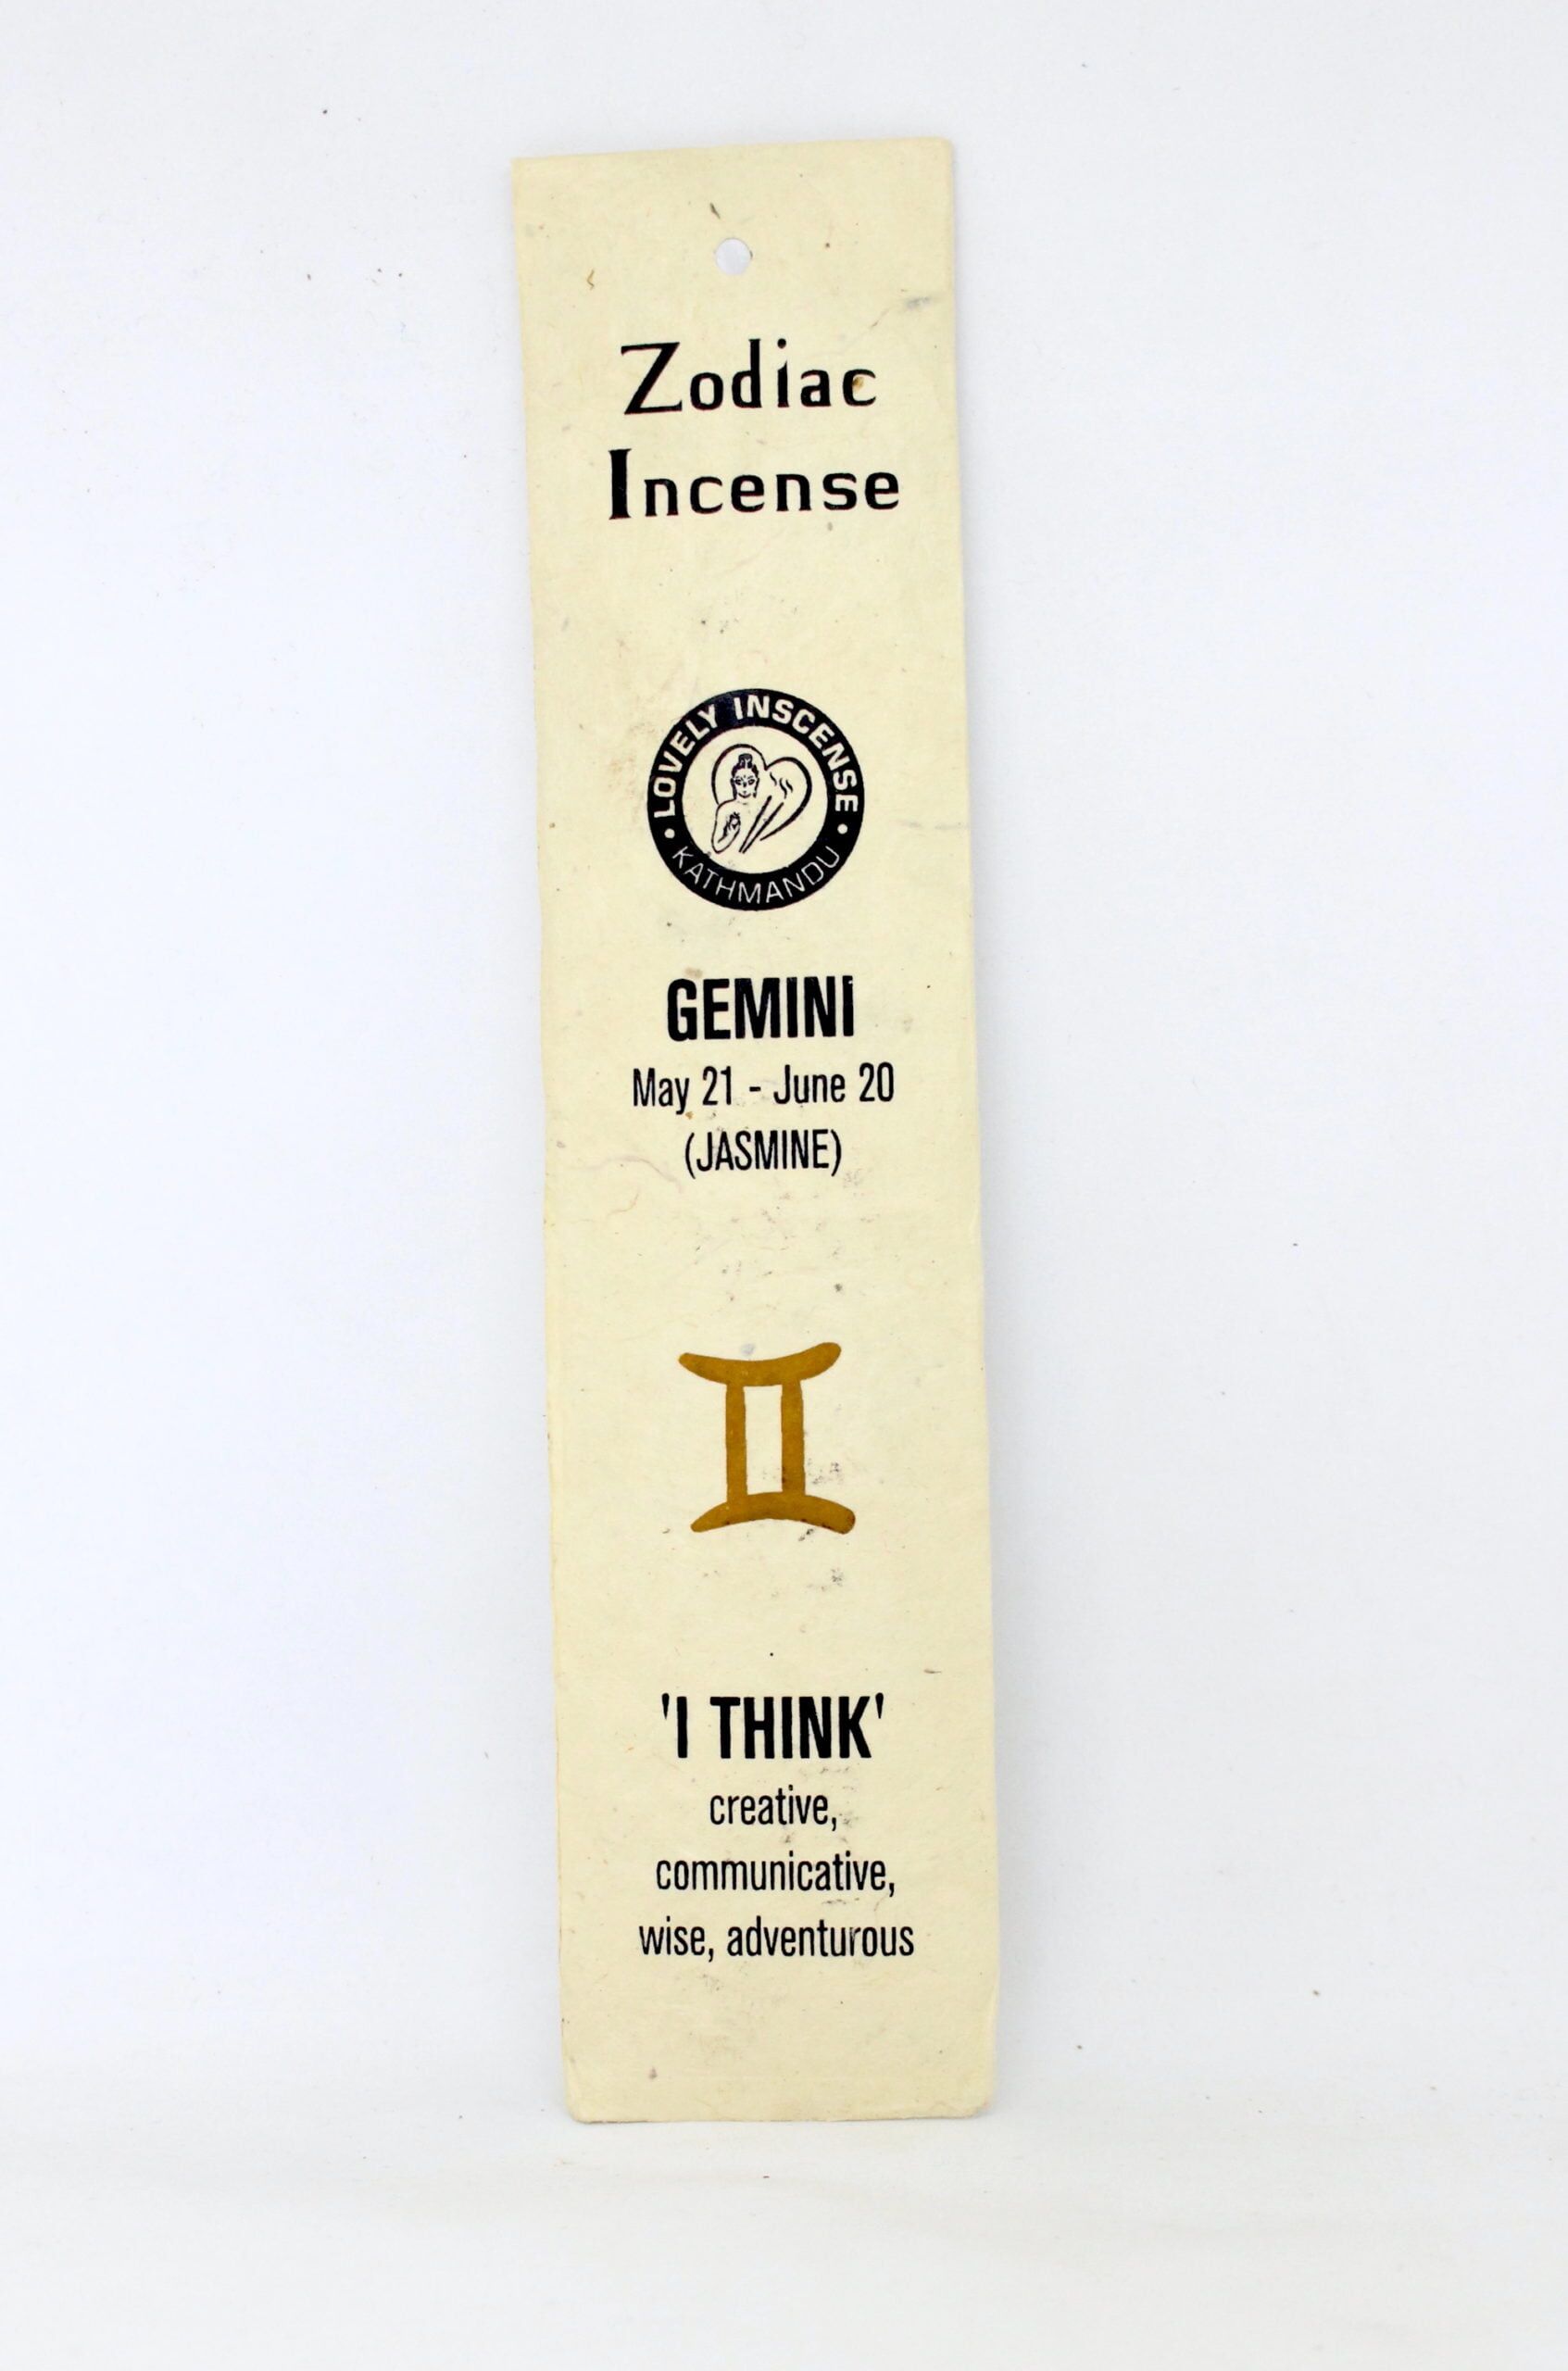 Zodiac
Incense
LOVELY INSCENSE
KATHMANDU
GEMINI
May 21 - June 20
(JASMINE)
'I THINK'
creative,
communicative,
wise, adventurous